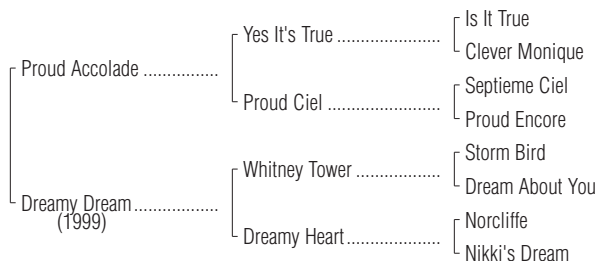 Is It True
Yes It's True .....................
Clever Monique
Proud Accolade ...............
Septieme Ciel
Proud Ciel .......................
Proud Encore
Storm Bird
Whitney Tower .................
Dream About You
Dreamy Dream .................
(1999)
Norcliffe
Dreamy Heart ...................
Nikki's Dream